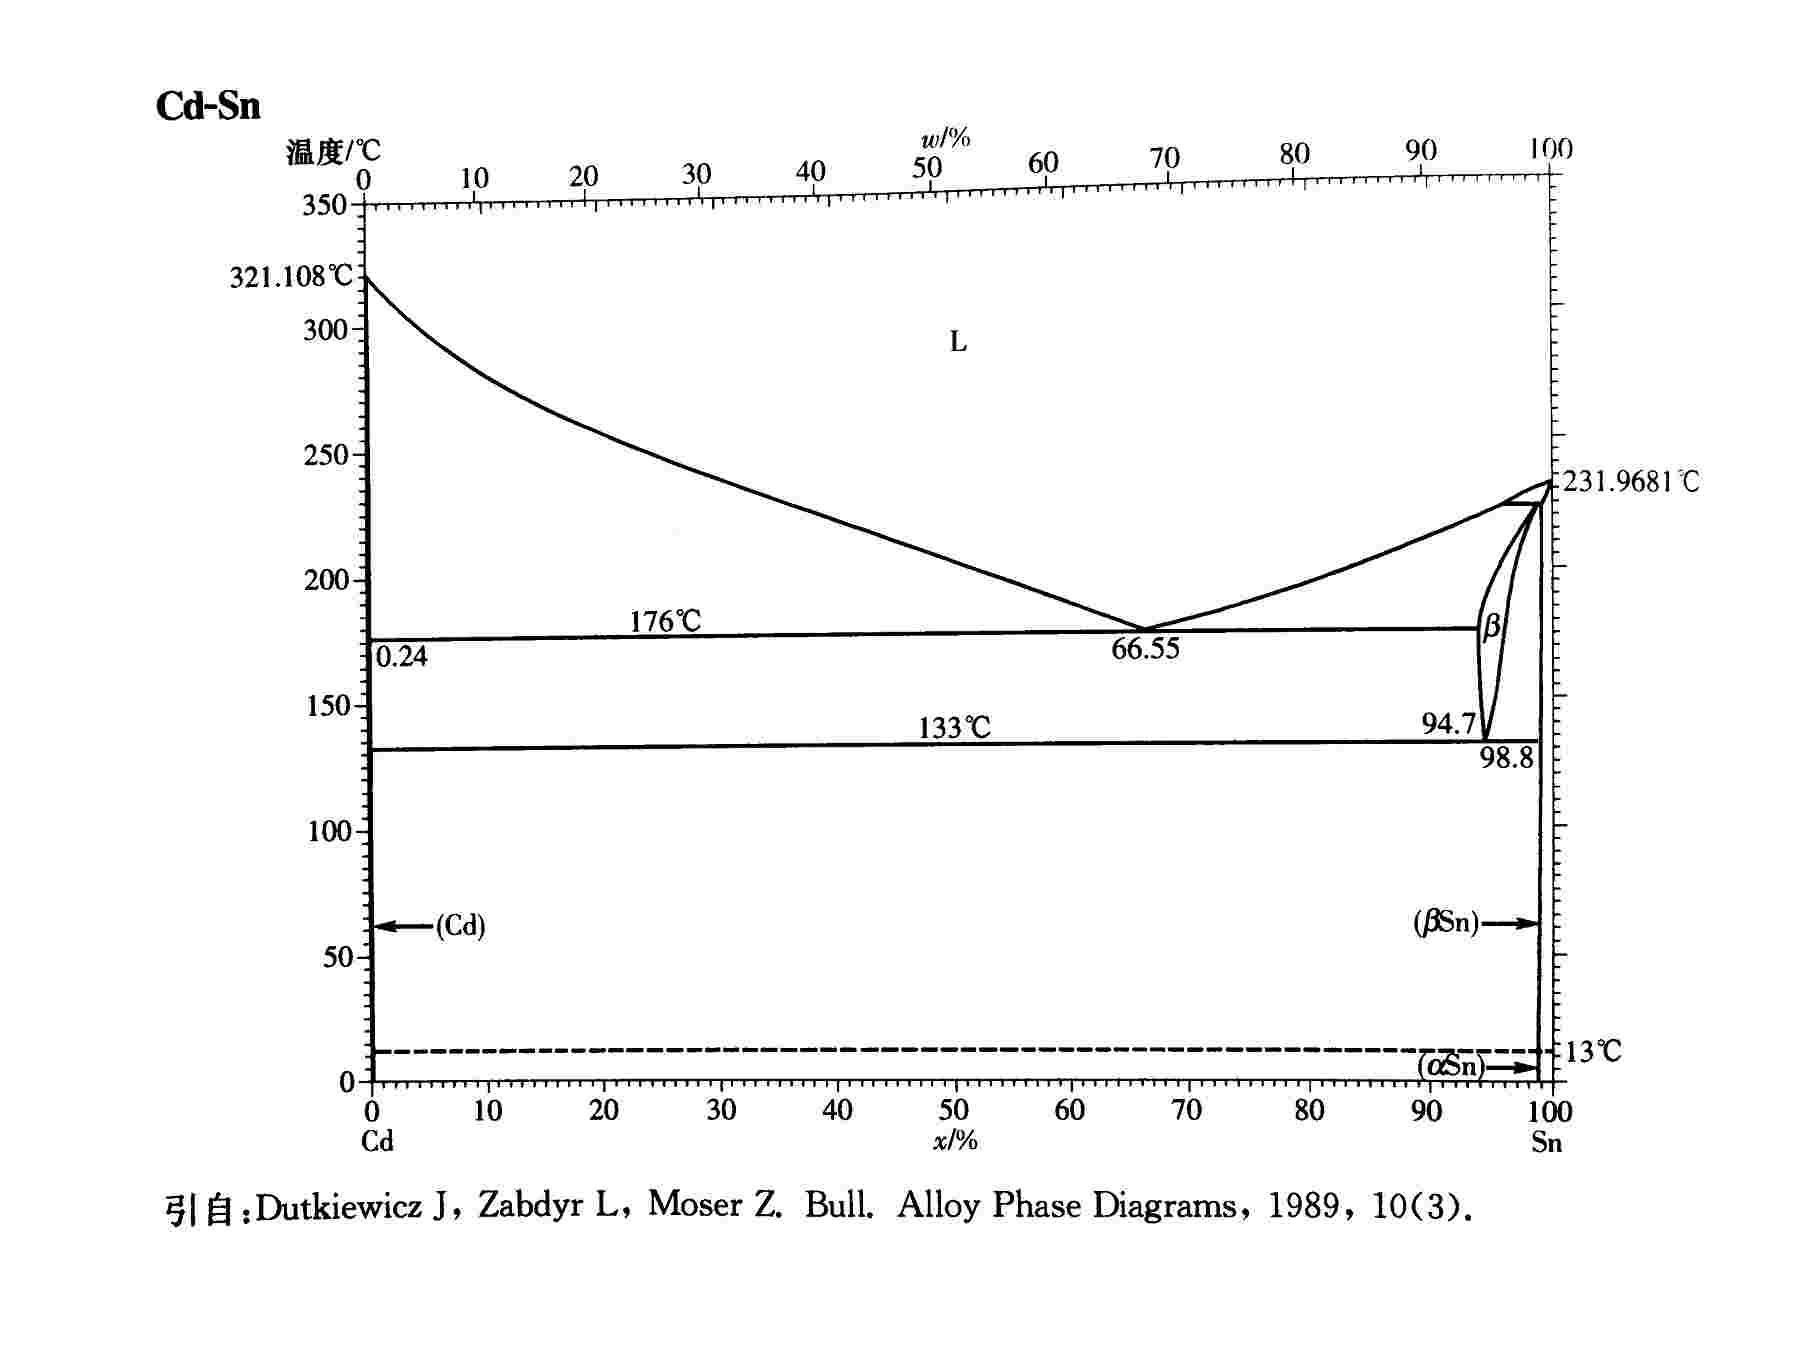 Cd-Sn
w/%
温度/℃
0 10 20 30 40 50 60 70 80 90 100
350
321.108℃
300
L
250
231.9681℃
200
176℃
β
0.24
66.55
150
133℃
94.7
98.8
100
(Cd)
(βSn)
50
13℃
(αSn)
0
0 10 20 30 40 50 60 70 80 90 100
Cd
x/%
Sn
引自:Dutkiewicz J, Zabdyr L, Moser Z. Bull. Alloy Phase Diagrams, 1989, 10(3).